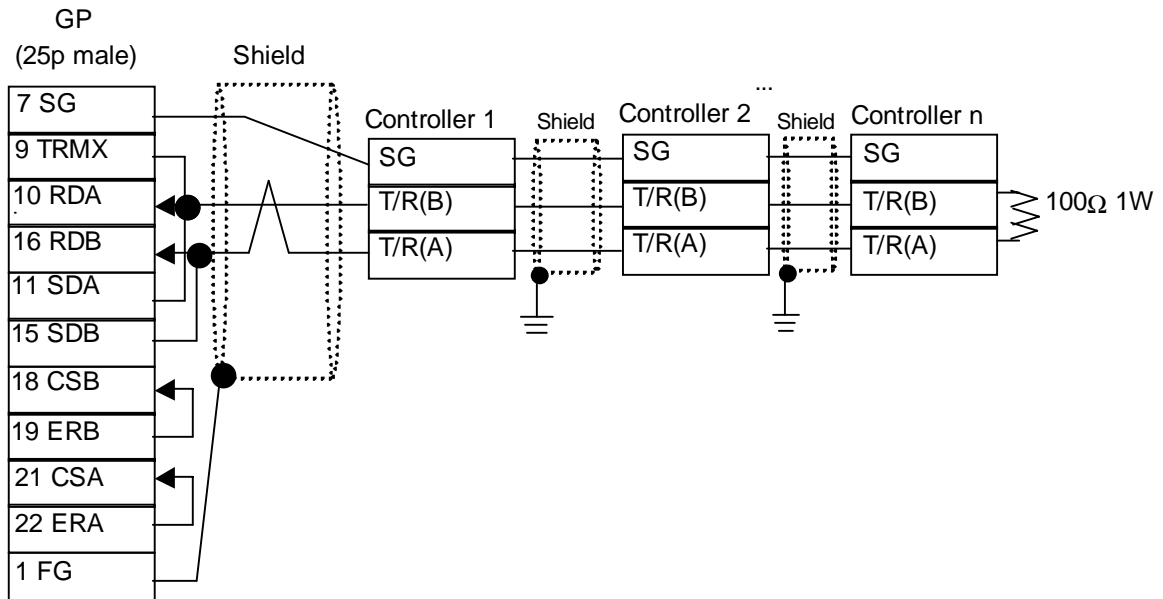 GP
(25p male)
Shield
7 SG
9 TRMX
10 RDA
16 RDB
11 SDA
15 SDB
18 CSB
19 ERB
21 CSA
22 ERA
1 FG
Controller 1
SG
T/R(B)
T/R(A)
Shield
...
Controller 2
SG
T/R(B)
T/R(A)
Shield
Controller n
SG
T/R(B)
T/R(A)
100Ω 1W